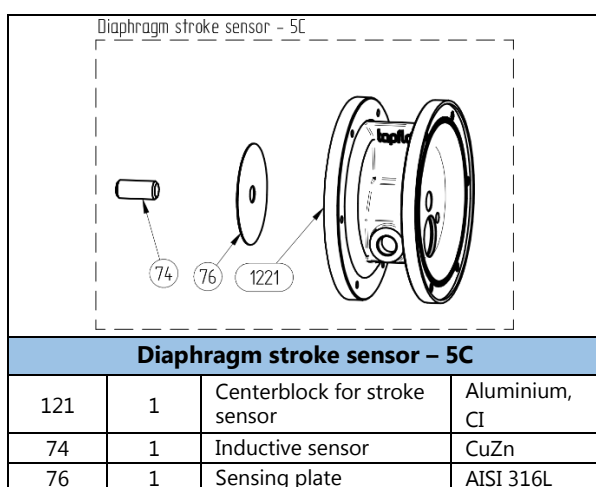 Diaphragm stroke sensor - 5C
74
76
1221
Diaphragm stroke sensor – 5C
121 1 Centerblock for stroke sensor Aluminium, CI
74 1 Inductive sensor CuZn
76 1 Sensing plate AISI 316L